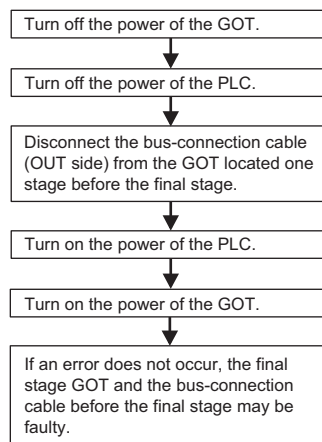 Turn off the power of the GOT.
Turn off the power of the PLC.
Disconnect the bus-connection cable
(OUT side) from the GOT located one
stage before the final stage.
Turn on the power of the PLC.
Turn on the power of the GOT.
If an error does not occur, the final
stage GOT and the bus-connection
cable before the final stage may be
faulty.